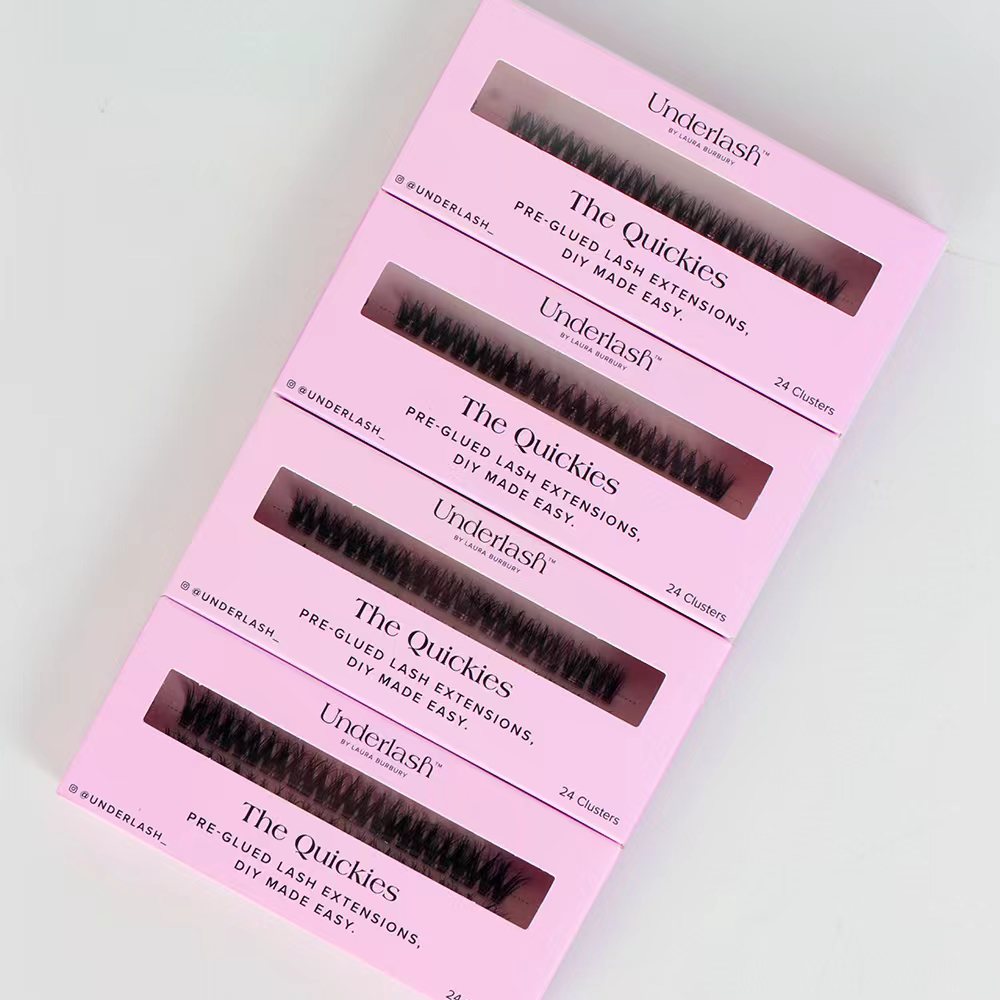 Underlash™
BY LAURA BURBURY
@UNDERLASH_
The Quickies
PRE-GLUED LASH EXTENSIONS,
DIY MADE EASY.
24 Clusters
Underlash™
BY LAURA BURBURY
@UNDERLASH_
The Quickies
PRE-GLUED LASH EXTENSIONS,
DIY MADE EASY.
24 Clusters
Underlash™
BY LAURA BURBURY
@UNDERLASH_
The Quickies
PRE-GLUED LASH EXTENSIONS,
DIY MADE EASY.
24 Clusters
Underlash™
BY LAURA BURBURY
@UNDERLASH_
The Quickies
PRE-GLUED LASH EXTENSIONS,
DIY MADE EASY.
24